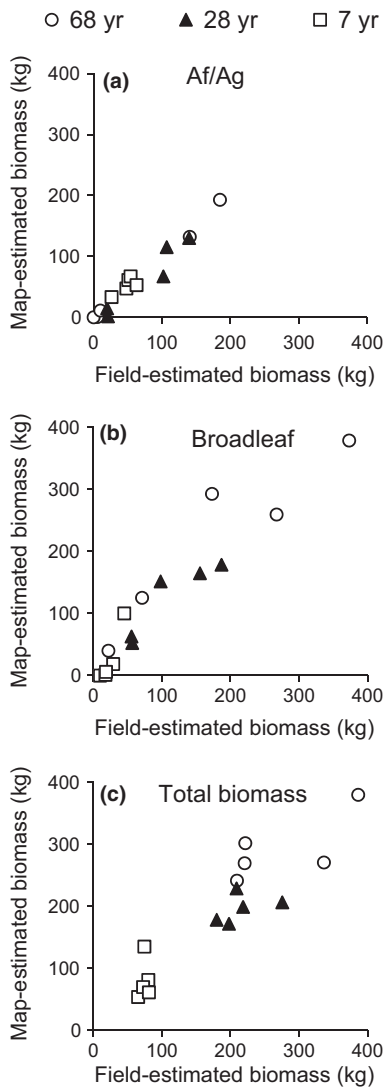 68 yr 28 yr 7 yr
(a) Af/Ag
Map-estimated biomass (kg)
400
300
200
100
0
0 100 200 300 400
Field-estimated biomass (kg)
(b) Broadleaf
Map-estimated biomass (kg)
400
300
200
100
0
0 100 200 300 400
Field-estimated biomass (kg)
(c) Total biomass
Map-estimated biomass (kg)
400
300
200
100
0
0 100 200 300 400
Field-estimated biomass (kg)